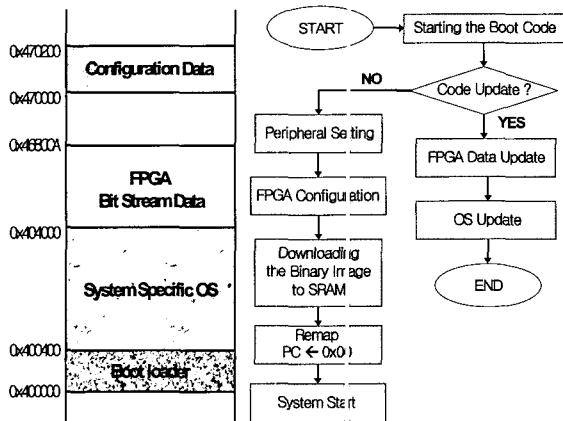 0x470200
Configuration Data
0x470000
0x46800A
FPGA
Bit Stream Data
0x404000
System Specific OS
0x400400
Boot loader
0x400000
START
Starting the Boot Code
NO
Code Update ?
YES
Peripheral Setting
FPGA Data Update
FPGA Configuration
OS Update
Downloading
the Binary Image
to SRAM
END
Remap
PC ← 0x00
System Start